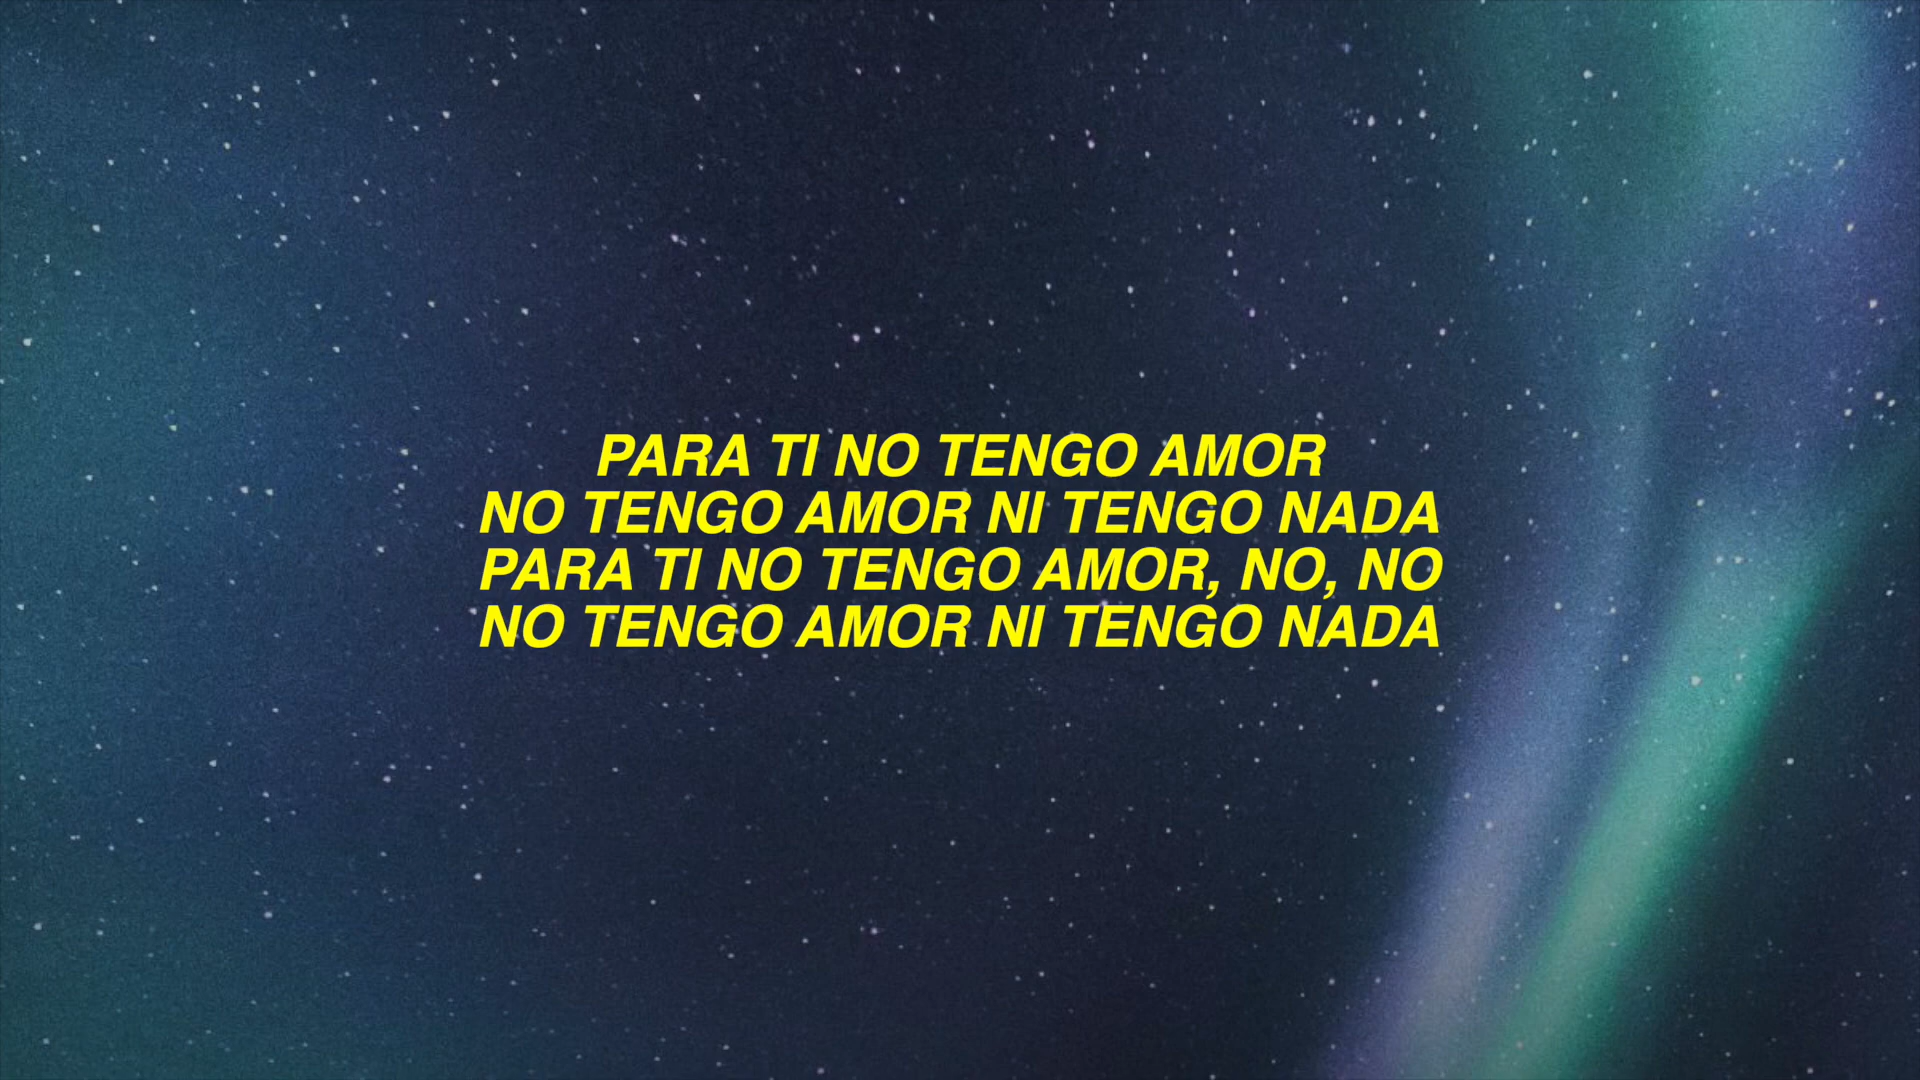 PARA TI NO TENGO AMOR
NO TENGO AMOR NI TENGO NADA
PARA TI NO TENGO AMOR, NO, NO
NO TENGO AMOR NI TENGO NADA